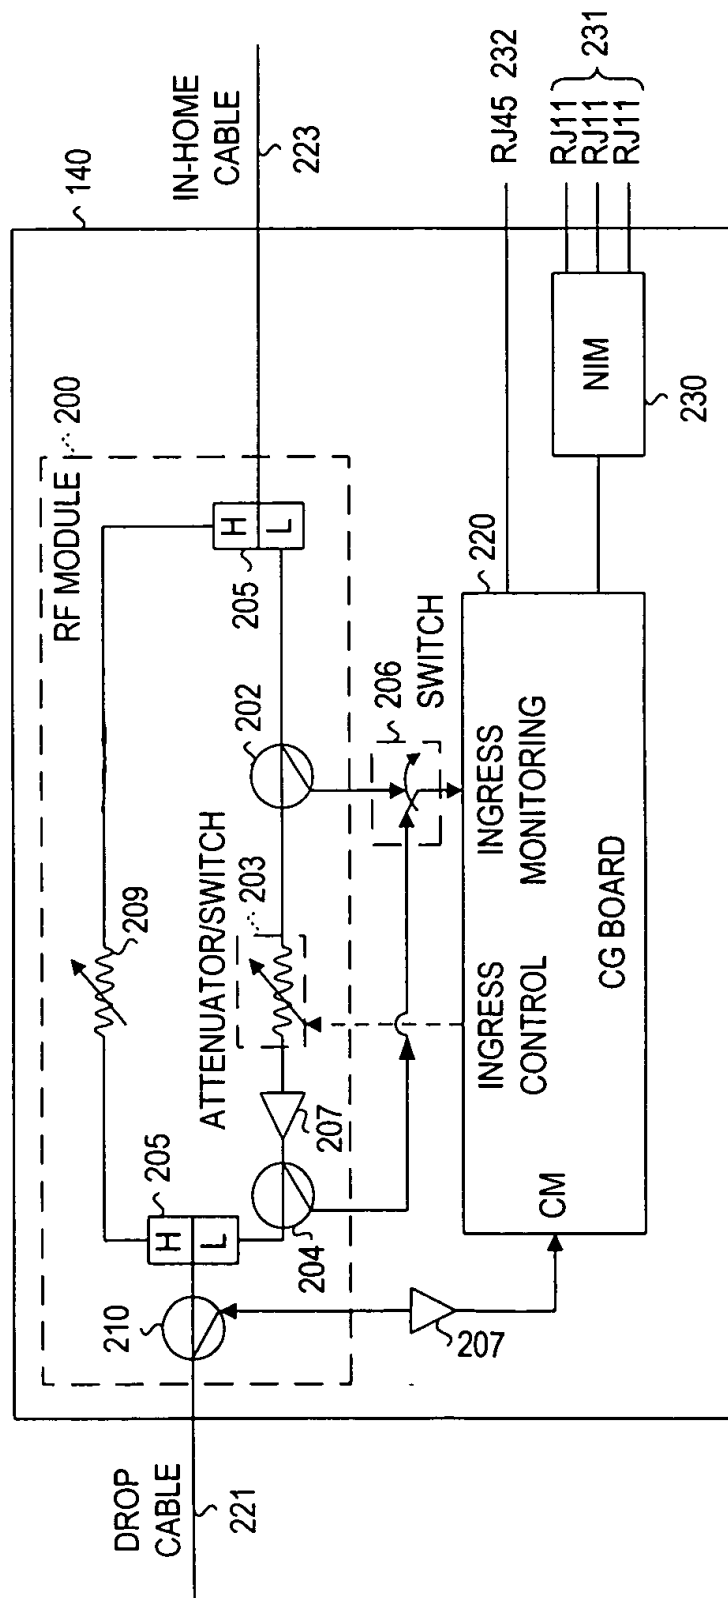 140
RF MODULE
200
IN-HOME
CABLE
223
DROP
CABLE
221
210
205
H
L
209
ATTENUATOR/SWITCH
203
207
204
202
205
H
L
206
SWITCH
207
220
CM
INGRESS
CONTROL
INGRESS
MONITORING
CG BOARD
NIM
230
RJ45 232
RJ11
RJ11
RJ11
231